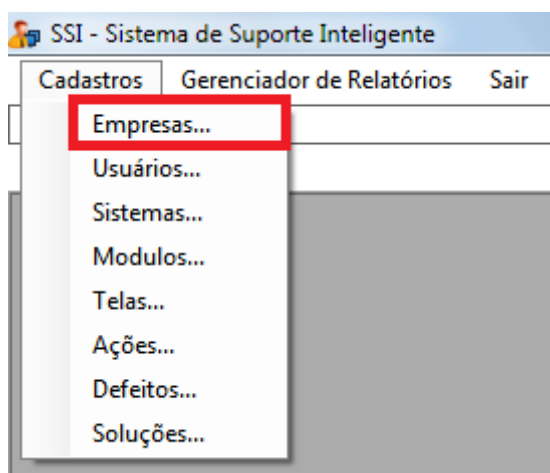 SSI - Sistema de Suporte Inteligente
Cadastros Gerenciador de Relatórios Sair
Empresas...
Usuários...
Sistemas...
Modulos...
Telas...
Ações...
Defeitos...
Soluções...